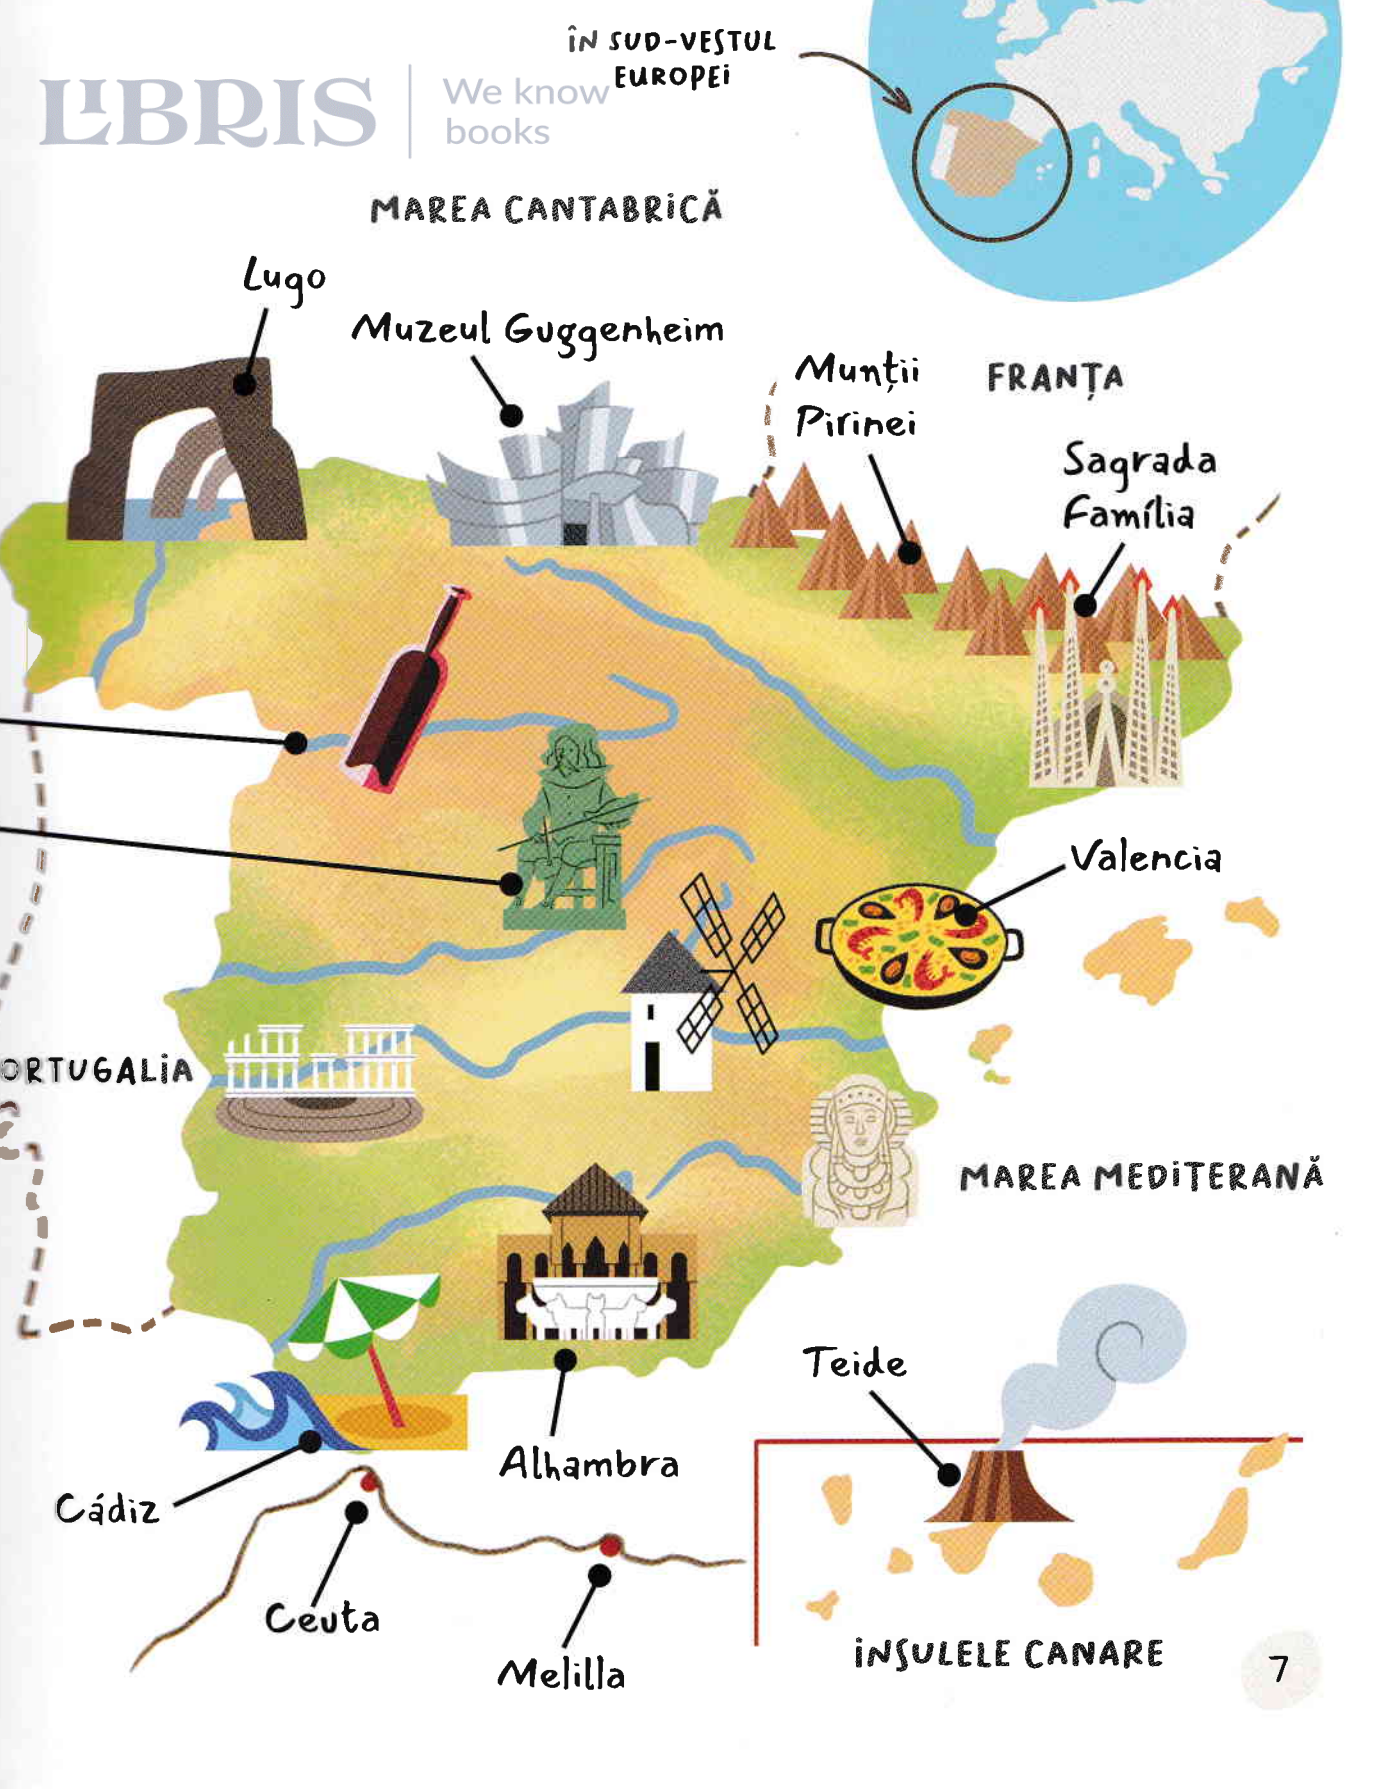 ÎN SUD-VESTUL
EUROPEI
LIBRIS
We know
books
MAREA CANTABRICĂ
Lugo
Muzeul Guggenheim
Munții
Pirinei
FRANȚA
Sagrada
Família
Valencia
ORTUGALIA
MAREA MEDITERANĂ
Teide
Alhambra
Cádiz
Ceuta
Melilla
INSULELE CANARE
7